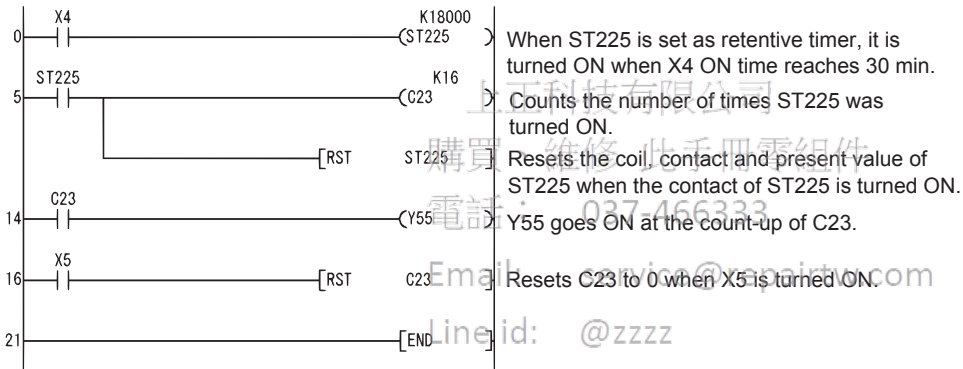 X4 K18000
0 (ST225 )
When ST225 is set as retentive timer, it is
turned ON when X4 ON time reaches 30 min.
ST225 K16
5 (C23 )
Counts the number of times ST225 was
turned ON.
上正科技有限公司
[RST ST225 ]
Resets the coil, contact and present value of
ST225 when the contact of ST225 is turned ON.
購買、維修 此手冊零組件
C23
14 (Y55 )
Y55 goes ON at the count-up of C23.
電話: 037-466333
X5
16 [RST C23 ]
Resets C23 to 0 when X5 is turned ON.
Email: service@repairtw.com
21 [END ]
Line id: @zzzz